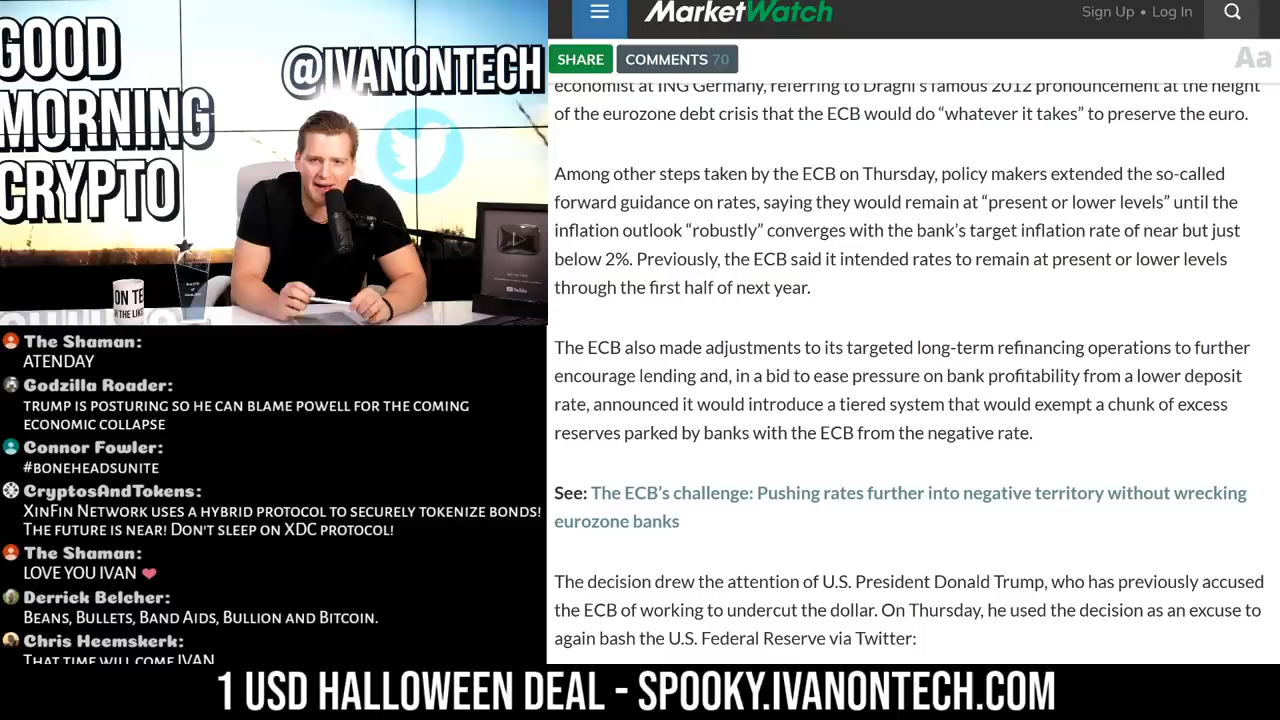 GOOD
MORNING
CRYPTO
@IVANONTECH
ON TE
The Shaman:
ATENDAY
Godzilla Roader:
TRUMP IS POSTURING SO HE CAN BLAME POWELL FOR THE COMING
ECONOMIC COLLAPSE
Connor Fowler:
#BONEHEADSUNITE
CryptosAndTokens:
XINFIN NETWORK USES A HYBRID PROTOCOL TO SECURELY TOKENIZE BONDS!
THE FUTURE IS NEAR! DON'T SLEEP ON XDC PROTOCOL!
The Shaman:
LOVE YOU IVAN ❤
Derrick Belcher:
BEANS, BULLETS, BAND AIDS, BULLION AND BITCOIN.
Chris Heemskerk:
THAT TIME WILL COME IVAN
MarketWatch
Sign Up • Log In
SHARE
COMMENTS 70
Aa
economist at ING Germany, referring to Draghi's famous 2012 pronouncement at the height
of the eurozone debt crisis that the ECB would do “whatever it takes” to preserve the euro.
Among other steps taken by the ECB on Thursday, policy makers extended the so-called
forward guidance on rates, saying they would remain at “present or lower levels” until the
inflation outlook “robustly” converges with the bank’s target inflation rate of near but just
below 2%. Previously, the ECB said it intended rates to remain at present or lower levels
through the first half of next year.
The ECB also made adjustments to its targeted long-term refinancing operations to further
encourage lending and, in a bid to ease pressure on bank profitability from a lower deposit
rate, announced it would introduce a tiered system that would exempt a chunk of excess
reserves parked by banks with the ECB from the negative rate.
See: The ECB’s challenge: Pushing rates further into negative territory without wrecking
eurozone banks
The decision drew the attention of U.S. President Donald Trump, who has previously accused
the ECB of working to undercut the dollar. On Thursday, he used the decision as an excuse to
again bash the U.S. Federal Reserve via Twitter:
1 USD HALLOWEEN DEAL - SPOOKY.IVANONTECH.COM